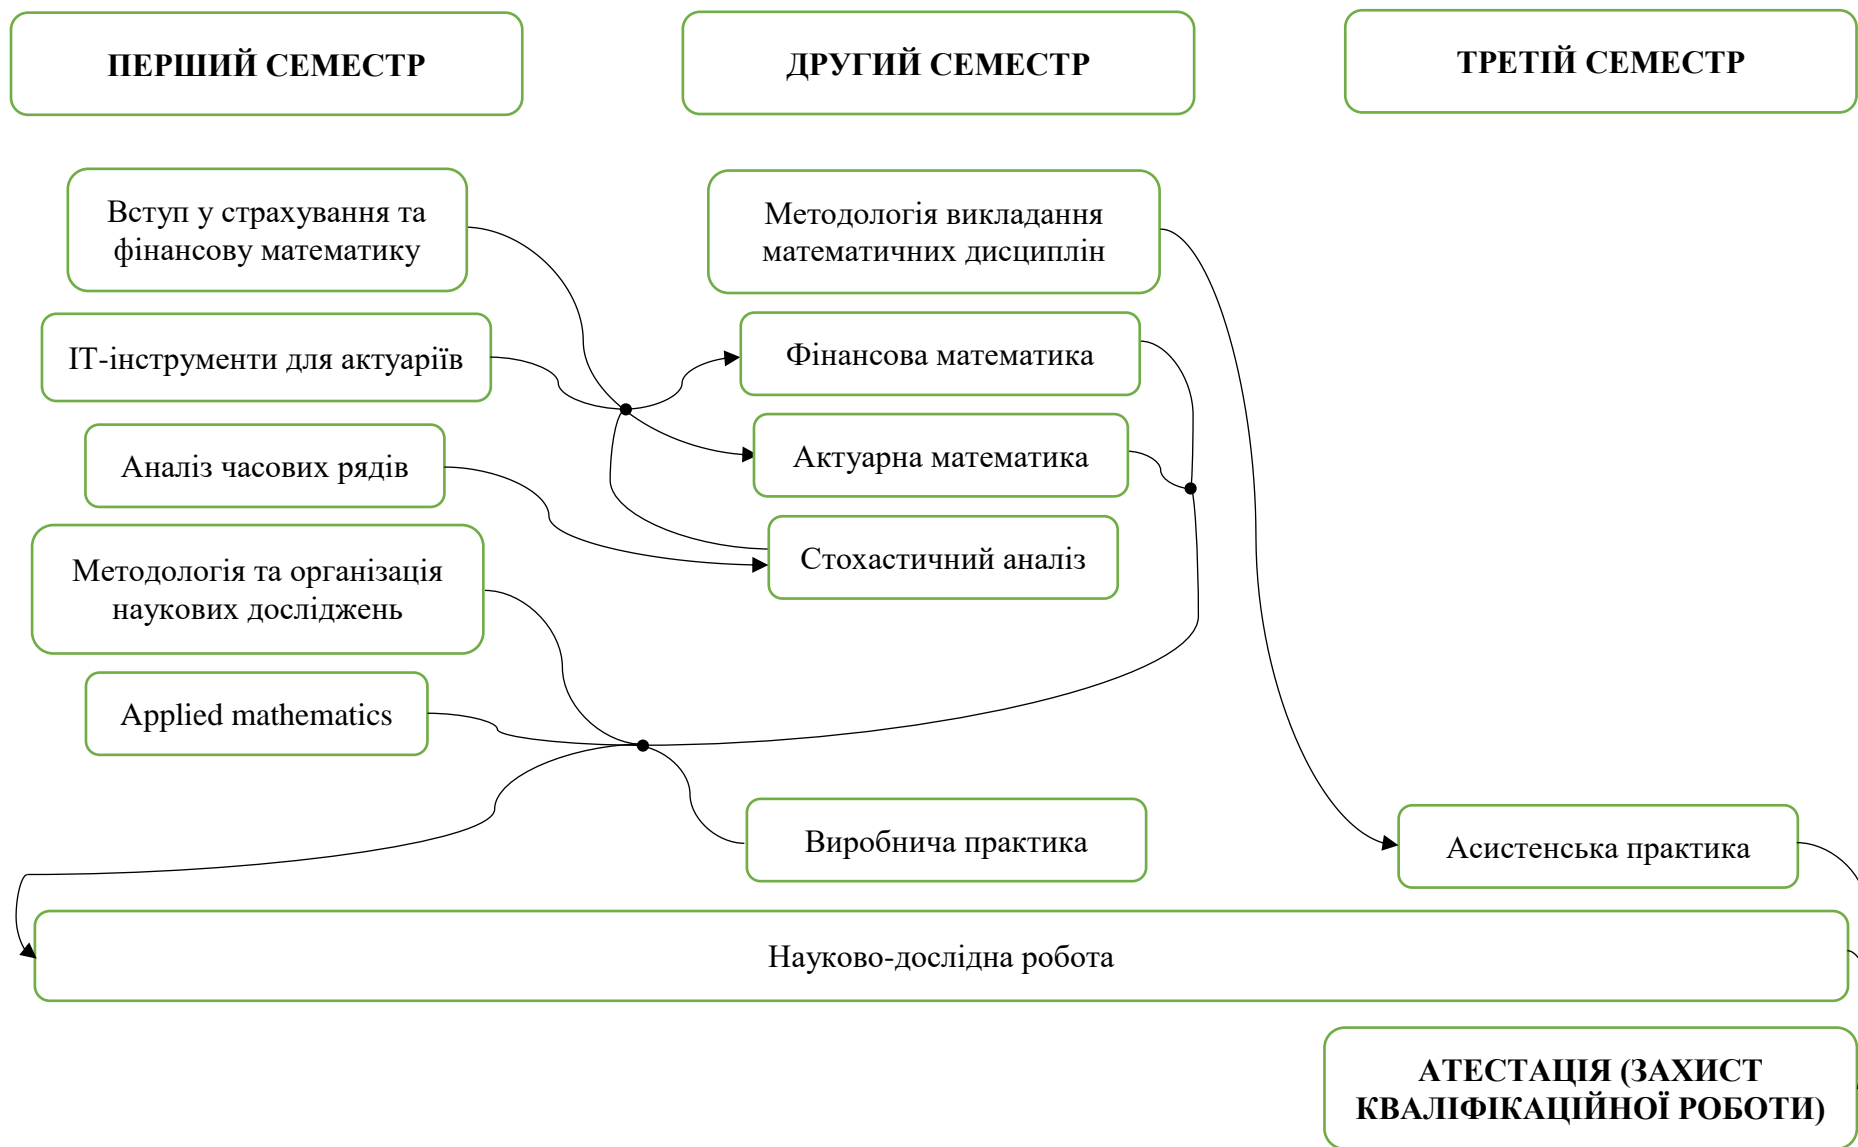 ПЕРШИЙ СЕМЕСТР
ДРУГИЙ СЕМЕСТР
ТРЕТІЙ СЕМЕСТР
Вступ у страхування та
фінансову математику
ІТ-інструменти для актуаріїв
Аналіз часових рядів
Методологія та організація
наукових досліджень
Applied mathematics
Методологія викладання
математичних дисциплін
Фінансова математика
Актуарна математика
Стохастичний аналіз
Виробнича практика
Асистенська практика
Науково-дослідна робота
АТЕСТАЦІЯ (ЗАХИСТ
КВАЛІФІКАЦІЙНОЇ РОБОТИ)